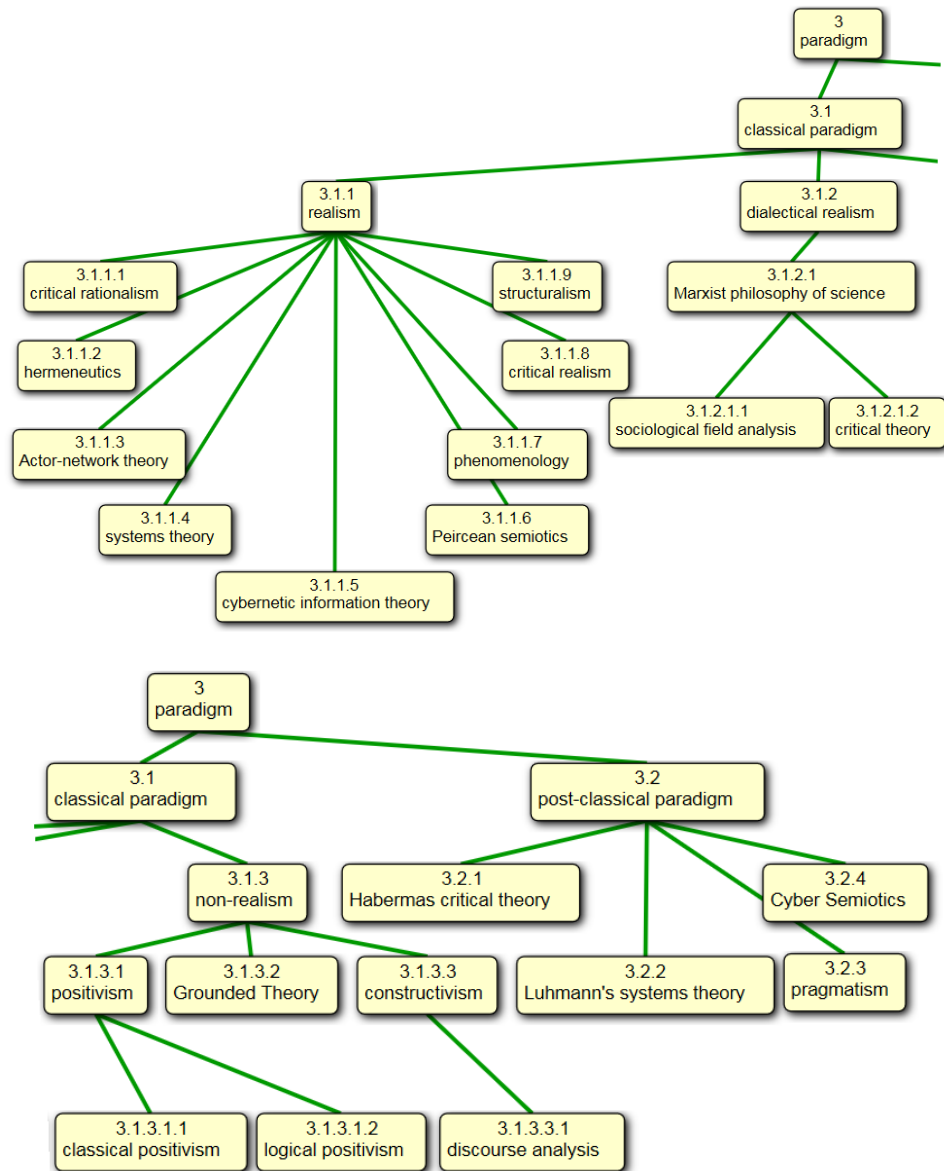 3
paradigm
3.1
classical paradigm
3.1.1
realism
3.1.2
dialectical realism
3.1.1.1
critical rationalism
3.1.1.9
structuralism
3.1.2.1
Marxist philosophy of science
3.1.1.2
hermeneutics
3.1.1.8
critical realism
3.1.2.1.1
sociological field analysis
3.1.2.1.2
critical theory
3.1.1.3
Actor-network theory
3.1.1.7
phenomenology
3.1.1.4
systems theory
3.1.1.6
Peircean semiotics
3.1.1.5
cybernetic information theory
3
paradigm
3.1
classical paradigm
3.2
post-classical paradigm
3.1.3
non-realism
3.2.1
Habermas critical theory
3.2.4
Cyber Semiotics
3.1.3.1
positivism
3.1.3.2
Grounded Theory
3.1.3.3
constructivism
3.2.2
Luhmann's systems theory
3.2.3
pragmatism
3.1.3.1.1
classical positivism
3.1.3.1.2
logical positivism
3.1.3.3.1
discourse analysis